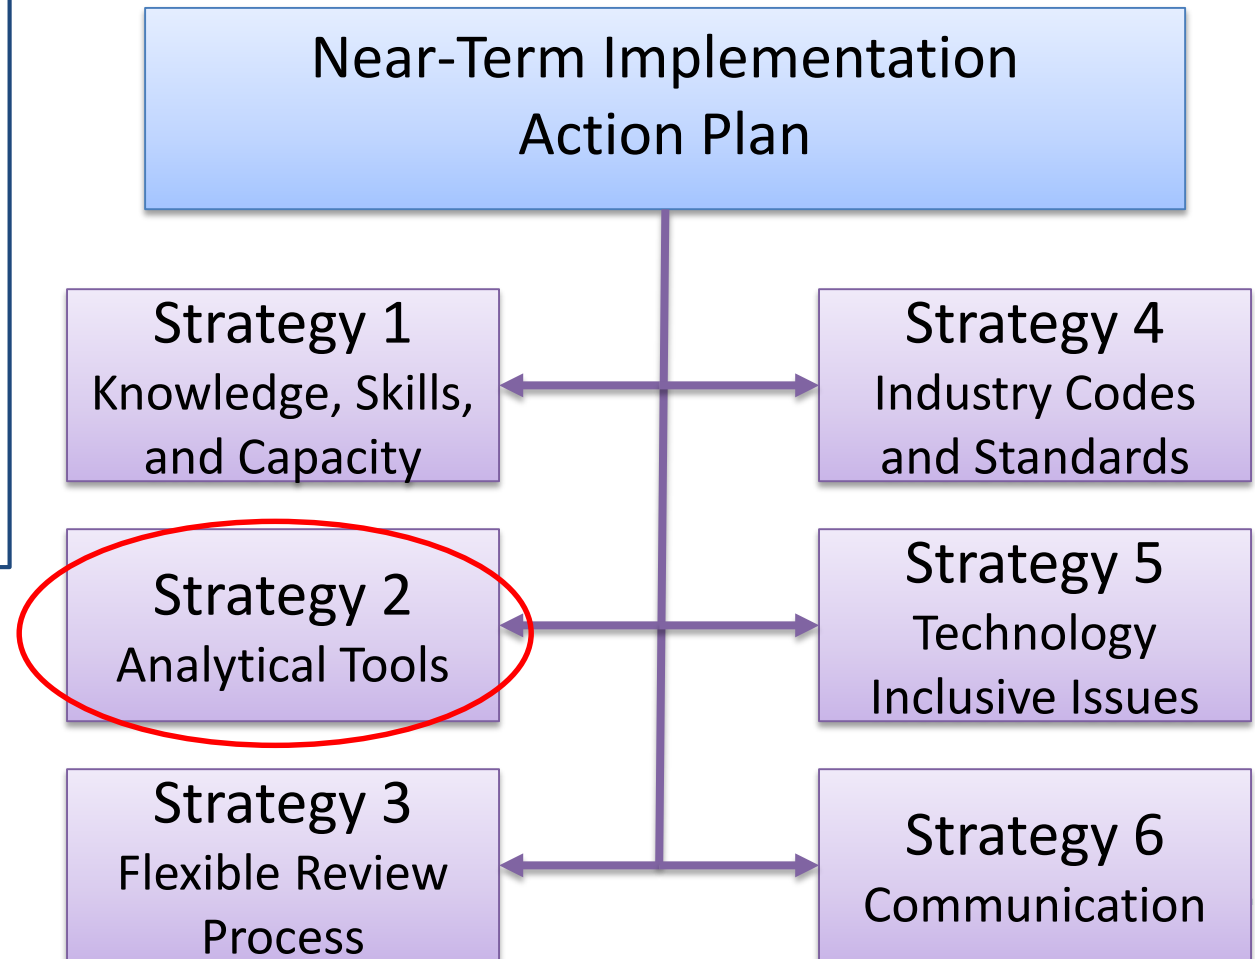 Near-Term Implementation
Action Plan
Strategy 1
Knowledge, Skills,
and Capacity
Strategy 2
Analytical Tools
Strategy 3
Flexible Review
Process
Strategy 4
Industry Codes
and Standards
Strategy 5
Technology
Inclusive Issues
Strategy 6
Communication